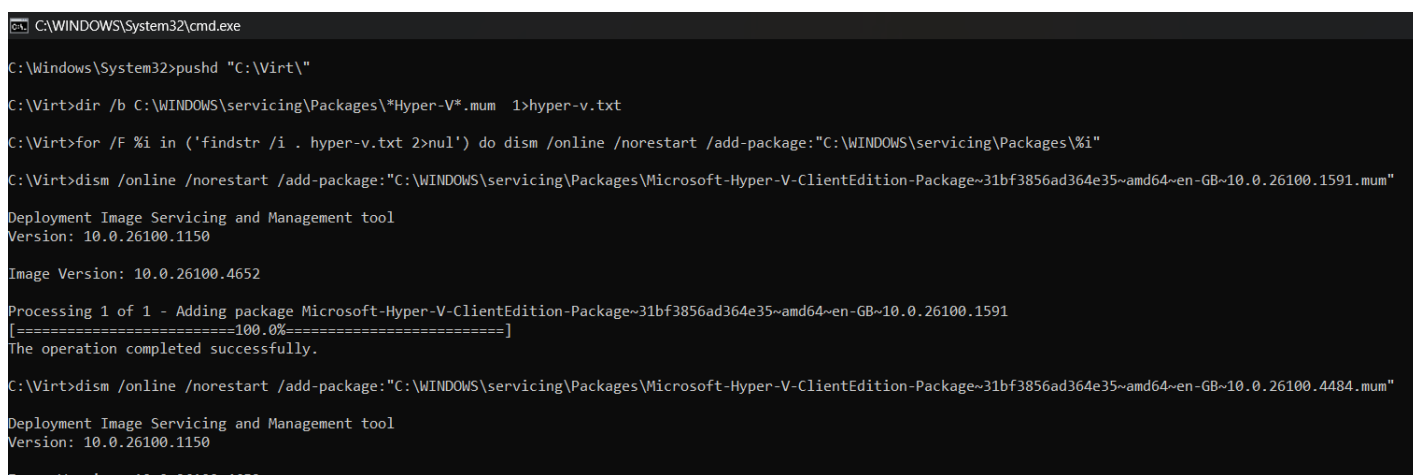 C:\WINDOWS\System32\cmd.exe
C:\Windows\System32>pushd "C:\Virt\"
C:\Virt>dir /b C:\WINDOWS\servicing\Packages\*Hyper-V*.mum  1>hyper-v.txt
C:\Virt>for /F %i in ('findstr /i . hyper-v.txt 2>nul') do dism /online /norestart /add-package:"C:\WINDOWS\servicing\Packages\%i"
C:\Virt>dism /online /norestart /add-package:"C:\WINDOWS\servicing\Packages\Microsoft-Hyper-V-ClientEdition-Package~31bf3856ad364e35~amd64~en-GB~10.0.26100.1591.mum"
Deployment Image Servicing and Management tool
Version: 10.0.26100.1150
Image Version: 10.0.26100.4652
Processing 1 of 1 - Adding package Microsoft-Hyper-V-ClientEdition-Package~31bf3856ad364e35~amd64~en-GB~10.0.26100.1591
[==========================100.0%==========================]
The operation completed successfully.
C:\Virt>dism /online /norestart /add-package:"C:\WINDOWS\servicing\Packages\Microsoft-Hyper-V-ClientEdition-Package~31bf3856ad364e35~amd64~en-GB~10.0.26100.4484.mum"
Deployment Image Servicing and Management tool
Version: 10.0.26100.1150